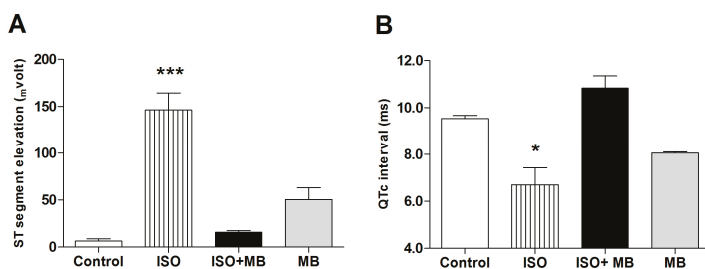 A
ST segment elevation (mvolt)
200
150
100
50
0
***
Control ISO ISO+MB MB
B
QTc interval (ms)
12.0
10.0
8.0
6.0
4.0
*
Control ISO ISO+ MB MB